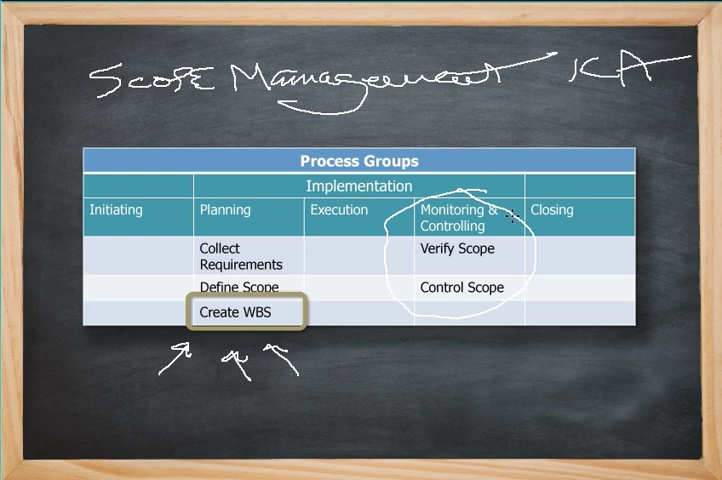 Scope Management KA
Process Groups
Implementation
Initiating Planning Execution Monitoring & Controlling Closing
Collect Requirements Verify Scope
Define Scope Control Scope
Create WBS